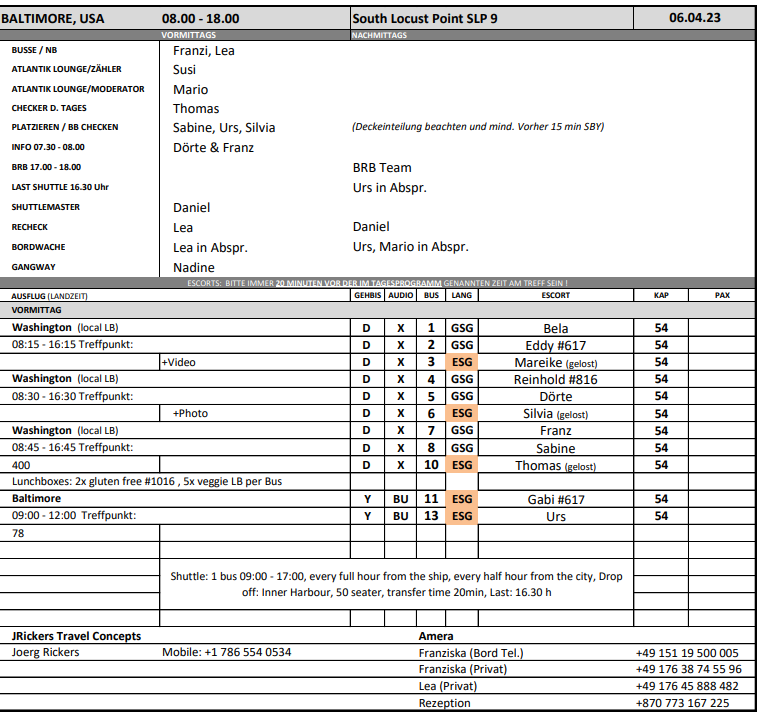 BALTIMORE, USA 08.00 - 18.00 South Locust Point SLP 9 06.04.23
VORMITTAGS NACHMITTAGS
BUSSE / NB Franzi, Lea
ATLANTIK LOUNGE/ZÄHLER Susi
ATLANTIK LOUNGE/MODERATOR Mario
CHECKER D. TAGES Thomas
PLATZIEREN / BB CHECKEN Sabine, Urs, Silvia (Deckeinteilung beachten und mind. Vorher 15 min SBY)
INFO 07.30 - 08.00 Dörte & Franz
BRB 17.00 - 18.00 BRB Team
LAST SHUTTLE 16.30 Uhr Urs in Abspr.
SHUTTLEMASTER Daniel
RECHECK Lea Daniel
BORDWACHE Lea in Abspr. Urs, Mario in Abspr.
GANGWAY Nadine
ESCORTS: BITTE IMMER 20 MINUTEN VOR DER IM TAGESPROGRAMM GENANNTEN ZEIT AM TREFF SEIN !
AUSFLUG (LANDZEIT) GEHBIS AUDIO BUS LANG ESCORT KAP PAX
VORMITTAG
Washington (local LB) D X 1 GSG Bela 54
08:15 - 16:15 Treffpunkt: D X 2 GSG Eddy #617 54
+Video D X 3 ESG Mareike (gelost) 54
Washington (local LB) D X 4 GSG Reinhold #816 54
08:30 - 16:30 Treffpunkt: D X 5 GSG Dörte 54
+Photo D X 6 ESG Silvia (gelost) 54
Washington (local LB) D X 7 GSG Franz 54
08:45 - 16:45 Treffpunkt: D X 8 GSG Sabine 54
400 D X 10 ESG Thomas (gelost) 54
Lunchboxes: 2x gluten free #1016 , 5x veggie LB per Bus
Baltimore Y BU 11 ESG Gabi #617 54
09:00 - 12:00 Treffpunkt: Y BU 13 ESG Urs 54
78
Shuttle: 1 bus 09:00 - 17:00, every full hour from the ship, every half hour from the city, Drop
off: Inner Harbour, 50 seater, transfer time 20min, Last: 16.30 h
JRickers Travel Concepts Amera
Joerg Rickers Mobile: +1 786 554 0534 Franziska (Bord Tel.) +49 151 19 500 005
Franziska (Privat) +49 176 38 74 55 96
Lea (Privat) +49 176 45 888 482
Rezeption +870 773 167 225